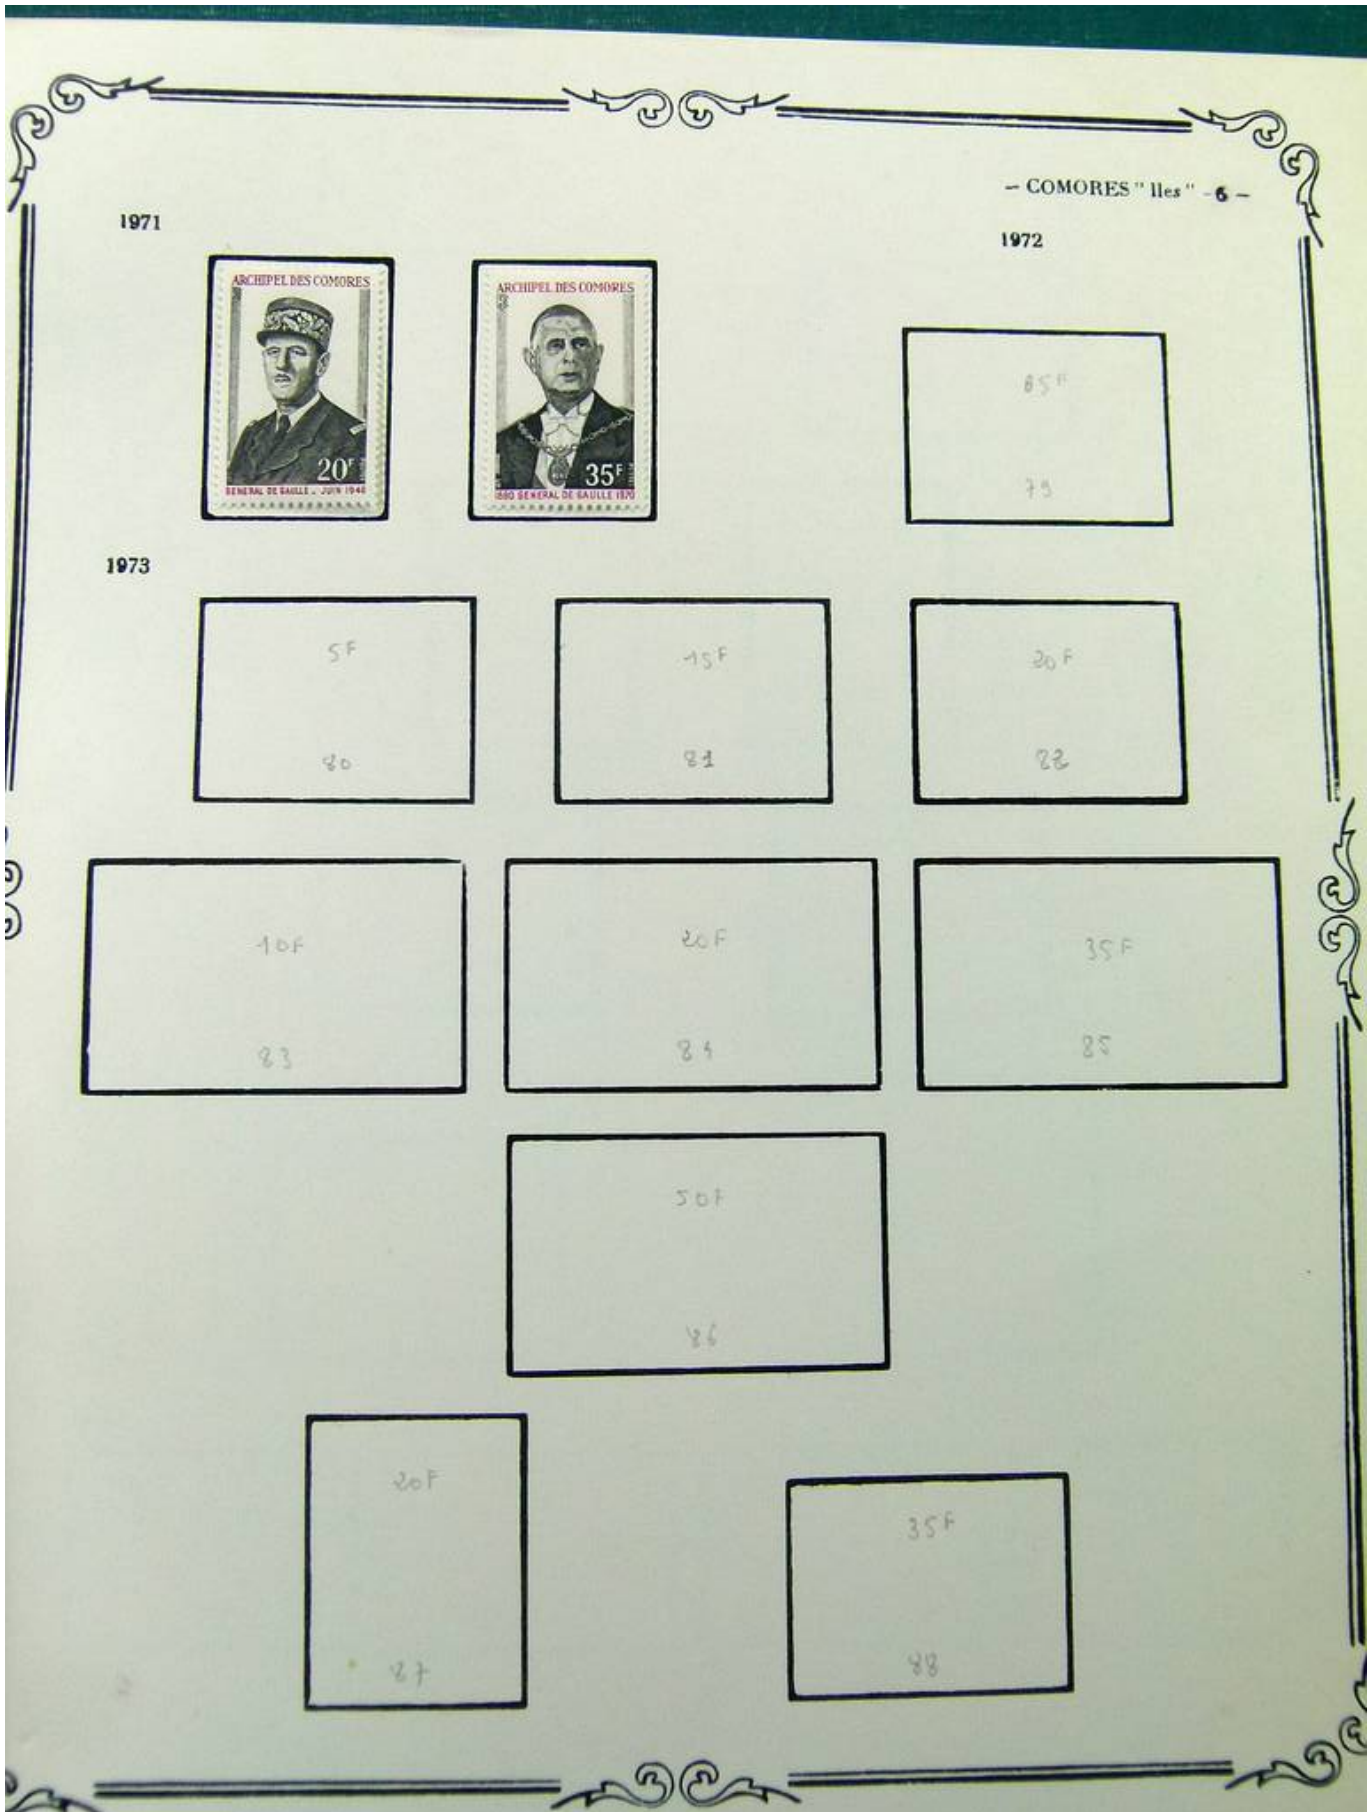 - COMORES "Iles" - 6 -
1971
1972
ARCHIPEL DES COMORES
20F
GENERAL DE GAULLE - JUIN 1940
ARCHIPEL DES COMORES
35F
1890 GENERAL DE GAULLE 1970
65F
79
1973
5F
80
15F
81
20F
82
10F
83
20F
84
35F
85
50F
86
20F
87
35F
88